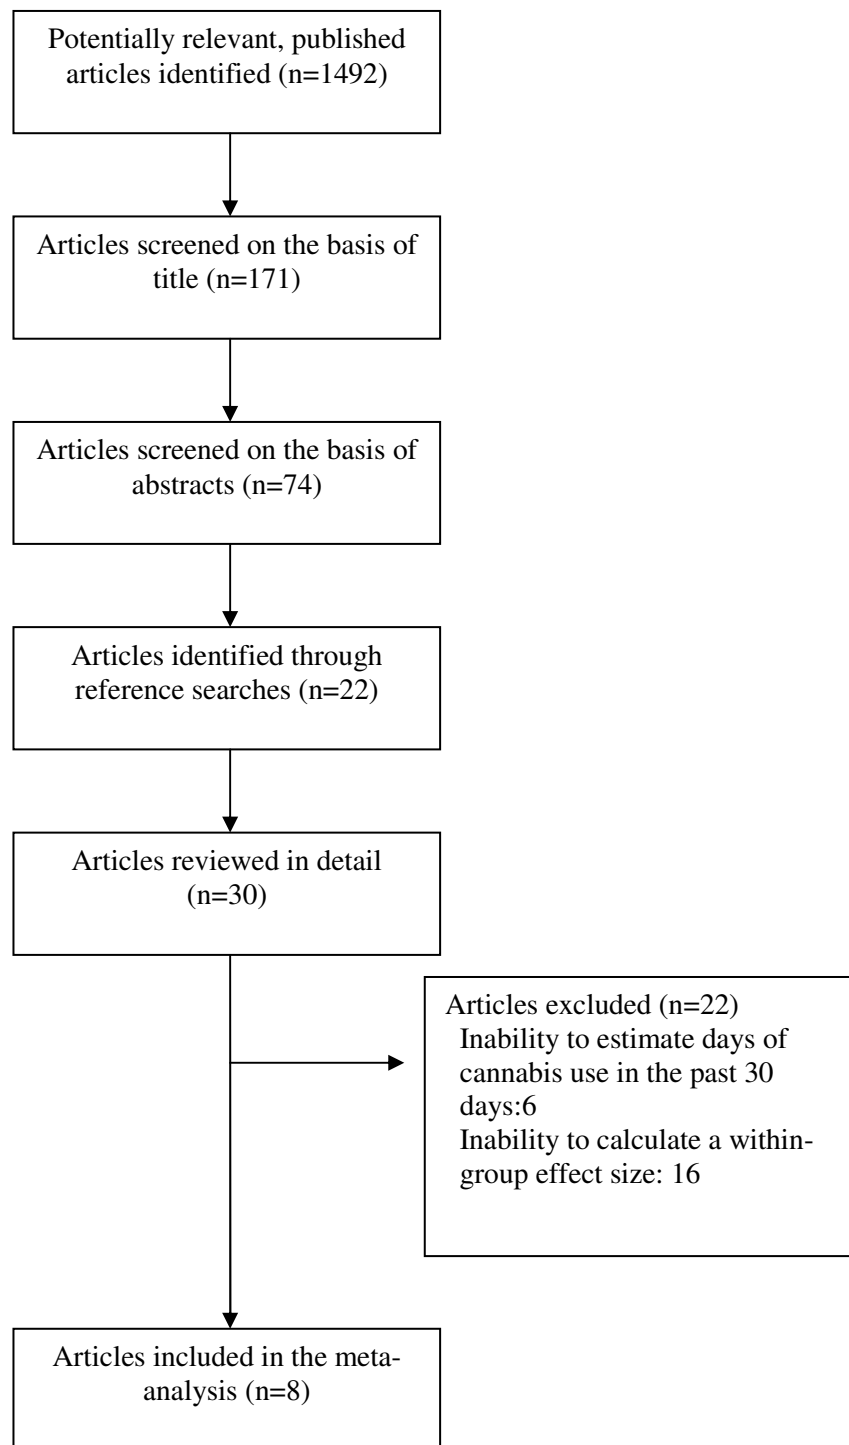 Potentially relevant, published
articles identified (n=1492)
Articles screened on the basis of
title (n=171)
Articles screened on the basis of
abstracts (n=74)
Articles identified through
reference searches (n=22)
Articles reviewed in detail
(n=30)
Articles excluded (n=22)
Inability to estimate days of
cannabis use in the past 30
days:6
Inability to calculate a within-
group effect size: 16
Articles included in the meta-
analysis (n=8)